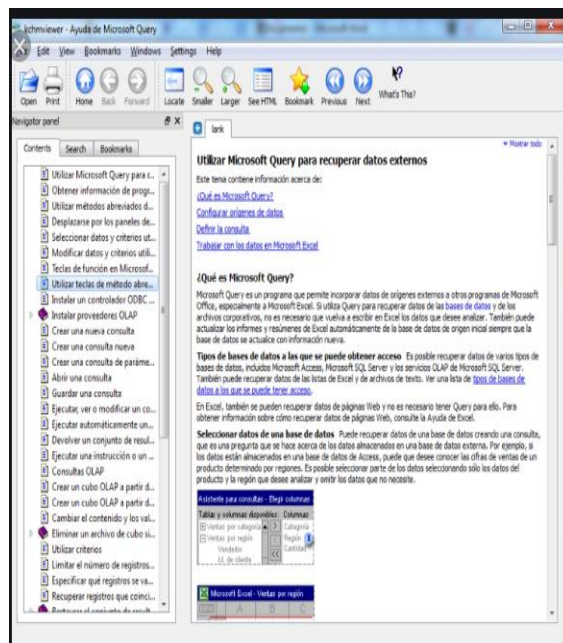 kchmviewer - Ayuda de Microsoft Query
Edit View Bookmarks Windows Settings Help
Open Print Home Back Forward Locate Smaller Larger See HTML Bookmark Previous Next What's This?
Navigator panel
Contents Search Bookmarks
Utilizar Microsoft Query para r...
Obtener información de progr...
Utilizar métodos abreviados d...
Desplazarse por los paneles de...
Seleccionar datos y criterios ut...
Modificar datos y criterios utili...
Teclas de función en Microsof...
Utilizar teclas de método abre...
Instalar un controlador ODBC ...
Instalar proveedores OLAP
Crear una nueva consulta
Crear una consulta nueva
Crear una consulta de paráme...
Abrir una consulta
Guardar una consulta
Ejecutar, ver o modificar un co...
Ejecutar automáticamente un...
Devolver un conjunto de resul...
Ejecutar una instrucción o un ...
Consultas OLAP
Crear un cubo OLAP a partir d...
Crear un cubo OLAP a partir d...
Cambiar el contenido y los val...
Eliminar un archivo de cubo si...
Utilizar criterios
Limitar el número de registros...
Especificar qué registros se va...
Recuperar registros que coinci...
Mostrar todo
Utilizar Microsoft Query para recuperar datos externos
Este tema contiene información acerca de:
¿Qué es Microsoft Query?
Configurar orígenes de datos
Definir la consulta
Trabajar con los datos en Microsoft Excel
¿Qué es Microsoft Query?
Microsoft Query es un programa que permite incorporar datos de orígenes externos a otros programas de Microsoft
Office, especialmente a Microsoft Excel. Si utiliza Query para recuperar datos de las bases de datos y de los
archivos corporativos, no es necesario que vuelva a escribir en Excel los datos que desee analizar. También puede
actualizar los informes y resúmenes de Excel automáticamente de la base de datos de origen inicial siempre que la
base de datos se actualice con información nueva.
Tipos de bases de datos a las que se puede obtener acceso Es posible recuperar datos de varios tipos de
bases de datos, incluidos Microsoft Access, Microsoft SQL Server y los servicios OLAP de Microsoft SQL Server.
También puede recuperar datos de las listas de Excel y de archivos de texto. Ver una lista de tipos de bases de
datos a los que se puede tener acceso.
En Excel, también se pueden recuperar datos de páginas Web y no es necesario tener Query para ello. Para
obtener información sobre cómo recuperar datos de páginas Web, consulte la Ayuda de Excel.
Seleccionar datos de una base de datos Puede recuperar datos de una base de datos creando una consulta,
que es una pregunta que se hace acerca de los datos almacenados en una base de datos externa. Por ejemplo, si
los datos están almacenados en una base de datos de Access, puede que desee conocer las cifras de ventas de un
producto determinado por regiones. Es posible seleccionar parte de los datos seleccionando sólo los datos del
producto y la región que desee analizar y omitir los datos que no necesite.
Asistente para consultas - Elegir columnas
Tablas y columnas disponibles Columnas
Ventas por categoría > Categoría
Ventas por región Región 1
Vendedor Cantidad
Id. de cliente <<
Microsoft Excel - Ventas por región
A B C